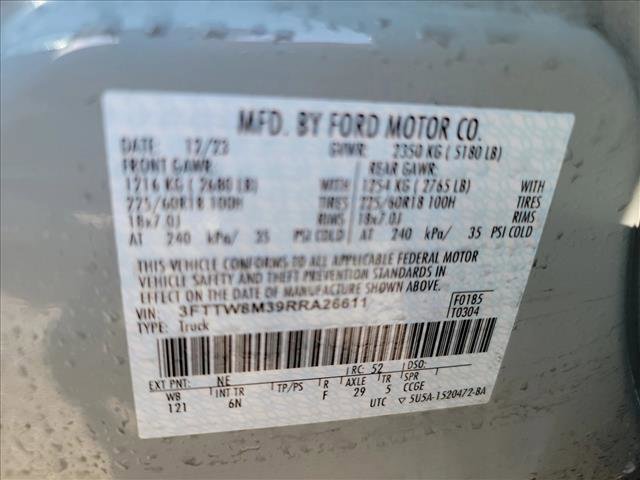 MFD. BY FORD MOTOR CO.
DATE: 12/23 GVWR: 2350 KG ( 5180 LB)
FRONT GAWR: REAR GAWR:
1216 KG ( 2680 LB) 1254 KG ( 2765 LB) WITH
225/60R18 100H TIRES 225/60R18 100H TIRES
18x7.0J RIMS 18x7.0J RIMS
AT 240 kPa/ 35 PSI COLD AT 240 kPa/ 35 PSI COLD
THIS VEHICLE CONFORMS TO ALL APPLICABLE FEDERAL MOTOR
VEHICLE SAFETY AND THEFT PREVENTION STANDARDS IN
EFFECT ON THE DATE OF MANUFACTURE SHOWN ABOVE.
VIN: 3FTTW8M39RRA26611 F0185
TYPE: Truck T0304
RC: 52 DSO:
EXT PNT: NE
WB INT TR TP/PS R AXLE TR SPR
121 6N F 29 5 CCGE
UTC 5U5A-1520472-BA